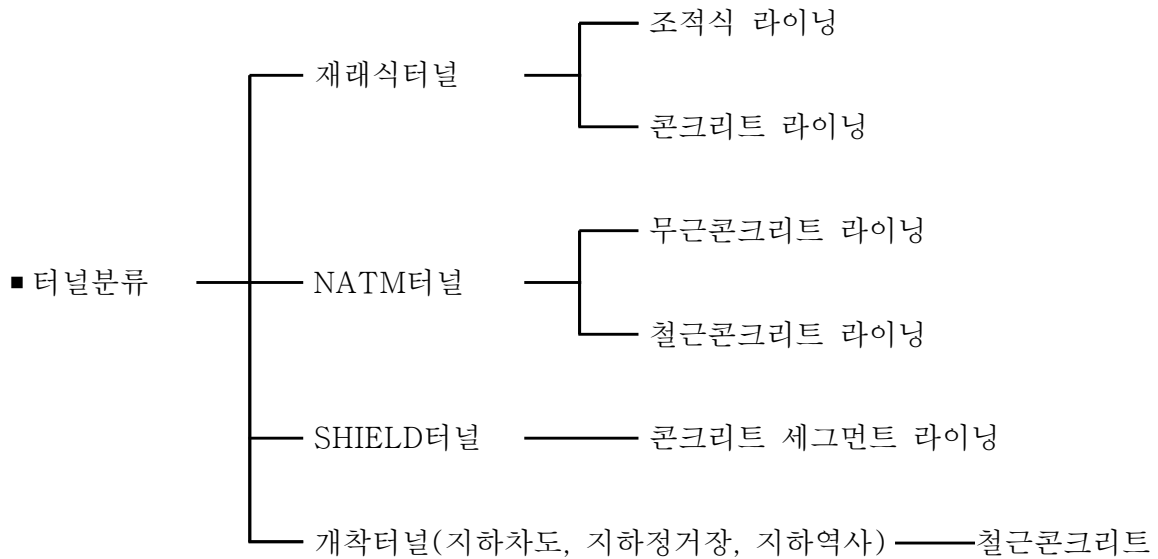 조적식 라이닝
재래식터널
콘크리트 라이닝
무근콘크리트 라이닝
■ 터널분류 NATM터널
철근콘크리트 라이닝
SHIELD터널 콘크리트 세그먼트 라이닝
개착터널(지하차도, 지하정거장, 지하역사) 철근콘크리트